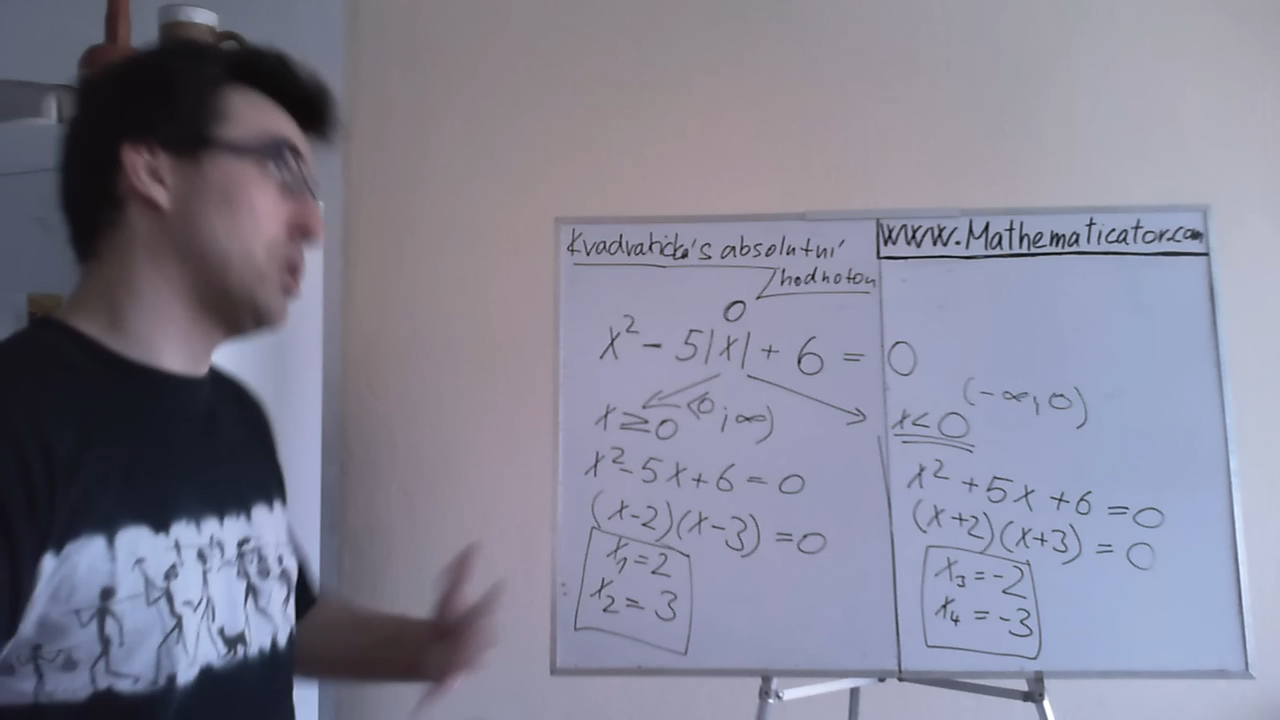 Kvadratická s absolutní
hodnotou
www.Mathematicator.com
0
x² - 5|x| + 6 = 0
x ≥ 0 <0; ∞)
x² - 5x + 6 = 0
(x-2)(x-3) = 0
x₁ = 2
x₂ = 3
(-∞, 0)
x < 0
x² + 5x + 6 = 0
(x+2)(x+3) = 0
x₃ = -2
x₄ = -3